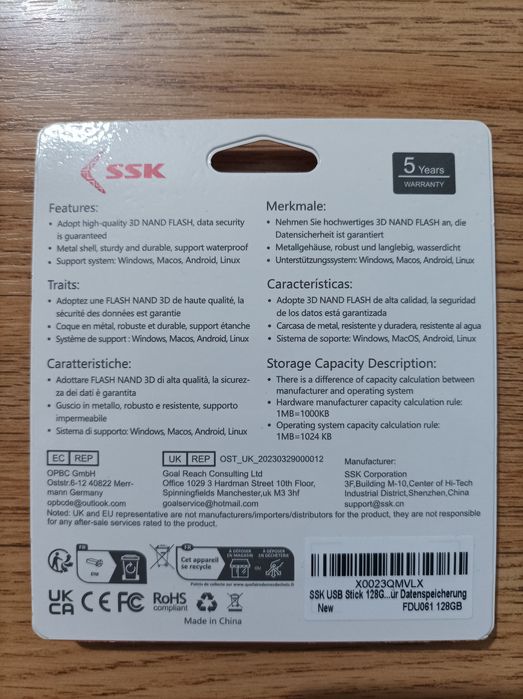 SSK
5 Years
WARRANTY
Features:
• Adopt high-quality 3D NAND FLASH, data security
is guaranteed
• Metal shell, sturdy and durable, support waterproof
• Support system: Windows, Macos, Android, Linux
Merkmale:
• Nehmen Sie hochwertiges 3D NAND FLASH an, die
Datensicherheit ist garantiert
• Metallgehäuse, robust und langlebig, wasserdicht
• Unterstützungssystem: Windows, Macos, Android, Linux
Traits:
• Adoptez une FLASH NAND 3D de haute qualité, la
sécurité des données est garantie
• Coque en métal, robuste et durable, support étanche
• Système de support : Windows, Macos, Android, Linux
Características:
• Adopte 3D NAND FLASH de alta calidad, la seguridad
de los datos está garantizada
• Carcasa de metal, resistente y duradera, resistente al agua
• Sistema de soporte: Windows, MacOS, Android, Linux
Caratteristiche:
• Adottare FLASH NAND 3D di alta qualità, la sicurez-
za dei dati è garantita
• Guscio in metallo, robusto e resistente, supporto
impermeabile
• Sistema di supporto: Windows, Macos, Android, Linux
Storage Capacity Description:
• There is a difference of capacity calculation between
manufacturer and operating system
• Hardware manufacturer capacity calculation rule:
1MB=1000KB
• Operating system capacity calculation rule:
1MB=1024 KB
EC REP
OPBC GmbH
Oststr.6-12 40822 Merr-
mann Germany
opbcde@outlook.com
UK REP OST_UK_20230329000012
Goal Reach Consulting Ltd
Office 1029 3 Hardman Street 10th Floor,
Spinningfields Manchester,uk M3 3hf
goalservice@hotmail.com
Manufacturer:
SSK Corporation
3F,Building M-10,Center of Hi-Tech
Industrial District,Shenzhen,China
support@ssk.cn
Noted: UK and EU representative are not manufacturers/importers/distributors for the product, they are not responsible
for any after-sale services rated to the product.
FR
FR
Cet appareil
se recycle
À DÉPOSER
EN MAGASIN
OU
À DÉPOSER
EN DÉCHÈTERIE
UK
CA
CE
FC
RoHS
compliant
Made in China
X0023QMVLX
SSK USB Stick 128G...ür Datenspeicherung
New
FDU061 128GB